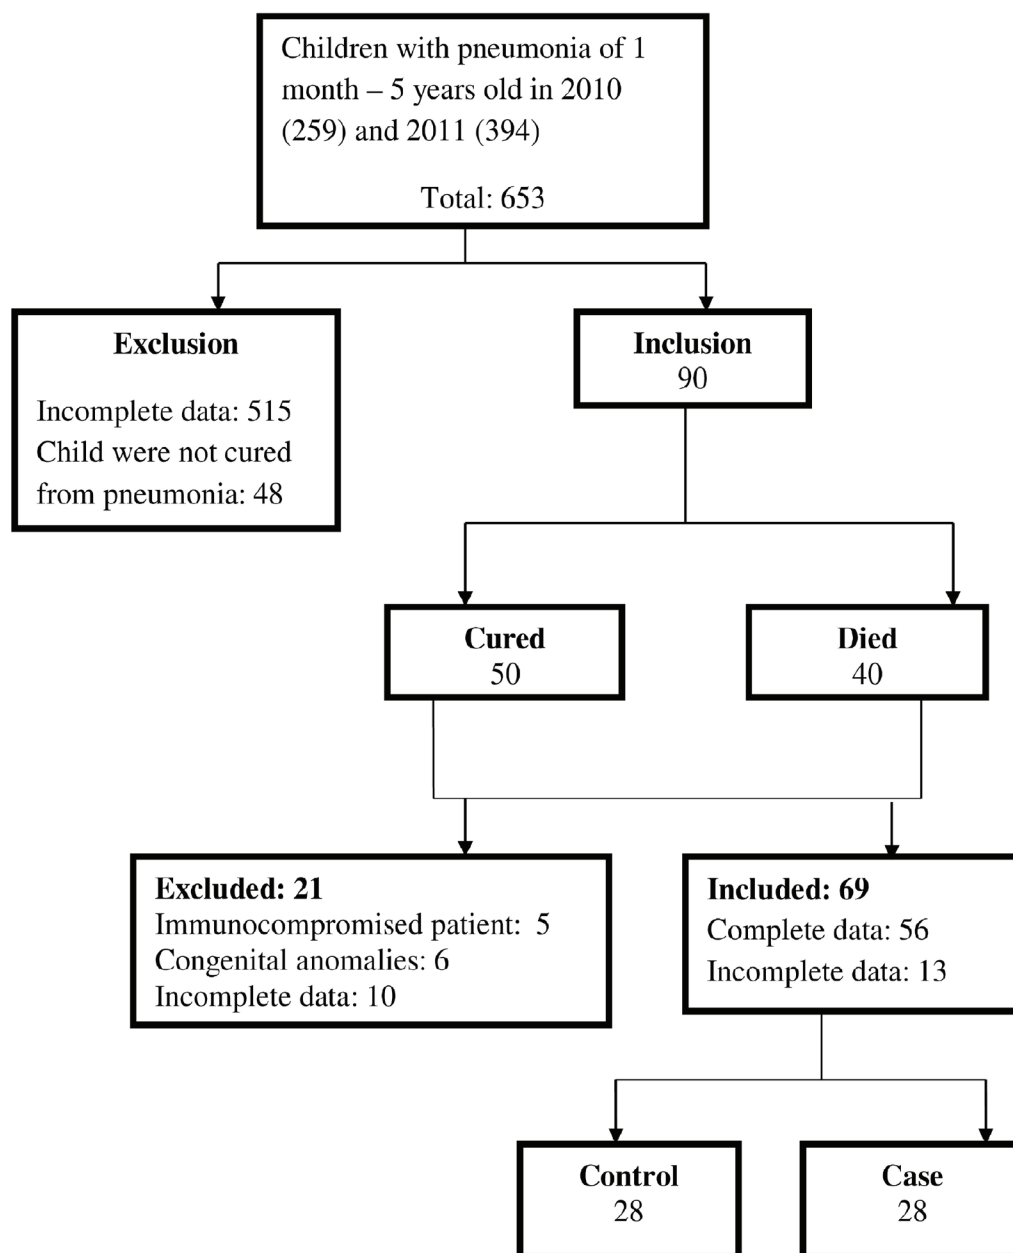 Children with pneumonia of 1
month – 5 years old in 2010
(259) and 2011 (394)
Total: 653
Exclusion
Incomplete data: 515
Child were not cured
from pneumonia: 48
Inclusion
90
Cured
50
Died
40
Excluded: 21
Immunocompromised patient: 5
Congenital anomalies: 6
Incomplete data: 10
Included: 69
Complete data: 56
Incomplete data: 13
Control
28
Case
28